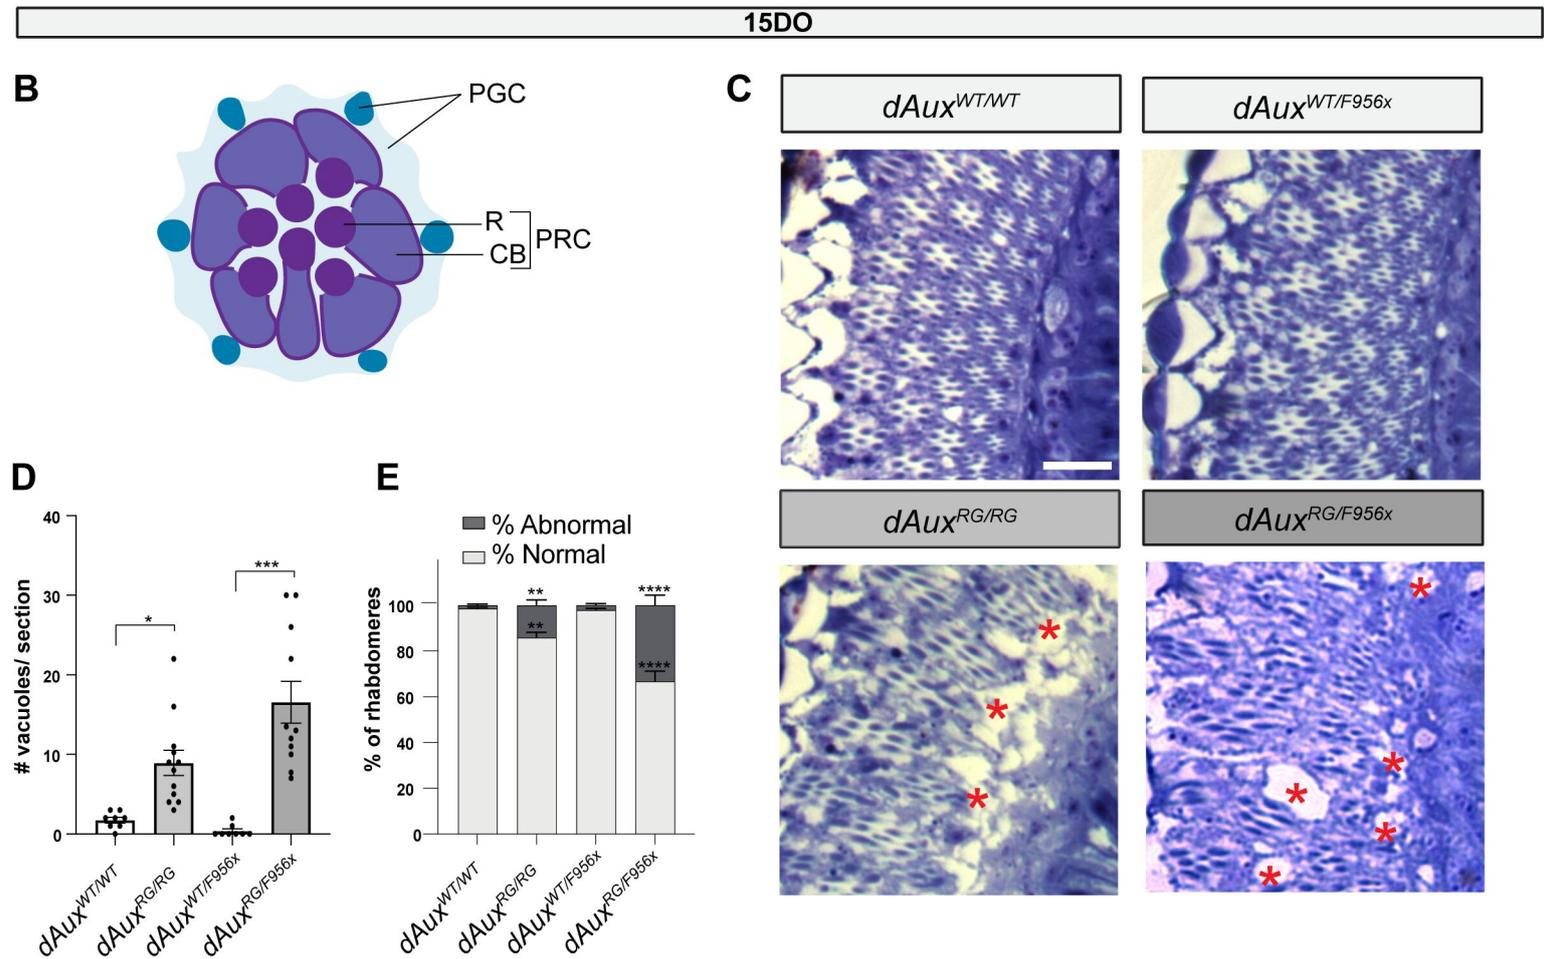 15DO
B
PGC
R
CB
PRC
C
dAux^WT/WT
dAux^WT/F956x
dAux^RG/RG
dAux^RG/F956x
*
*
*
*
*
*
*
*
D
# vacuoles/ section
40
30
20
10
0
*
***
dAux^WT/WT
dAux^RG/RG
dAux^WT/F956x
dAux^RG/F956x
E
% Abnormal
% Normal
% of rhabdomeres
100
80
60
40
20
0
**
**
****
****
dAux^WT/WT
dAux^RG/RG
dAux^WT/F956x
dAux^RG/F956x